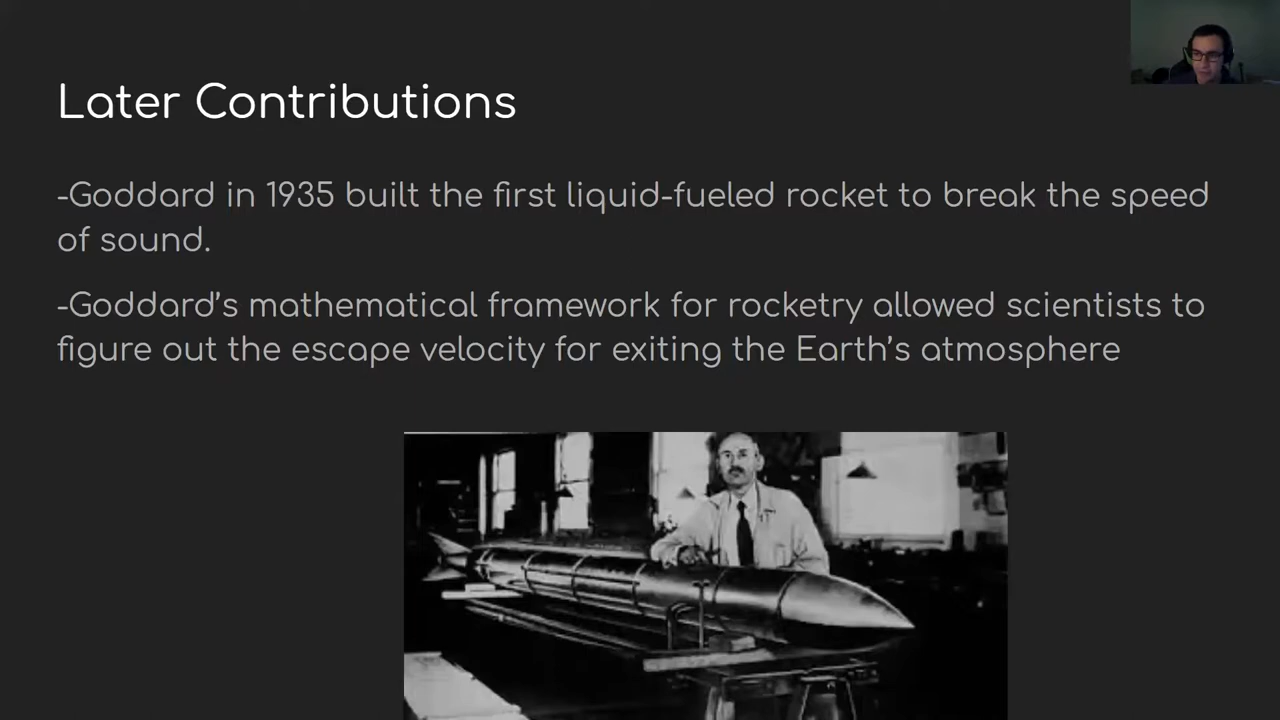 Later Contributions
-Goddard in 1935 built the first liquid-fueled rocket to break the speed
of sound.
-Goddard’s mathematical framework for rocketry allowed scientists to
figure out the escape velocity for exiting the Earth’s atmosphere